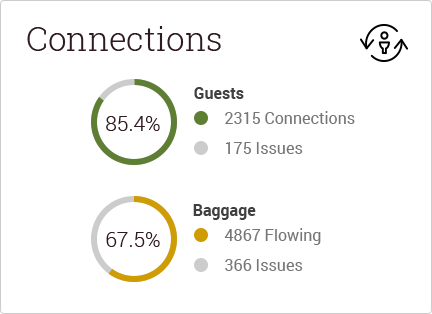 Connections
85.4%
Guests
2315 Connections
175 Issues
67.5%
Baggage
4867 Flowing
366 Issues